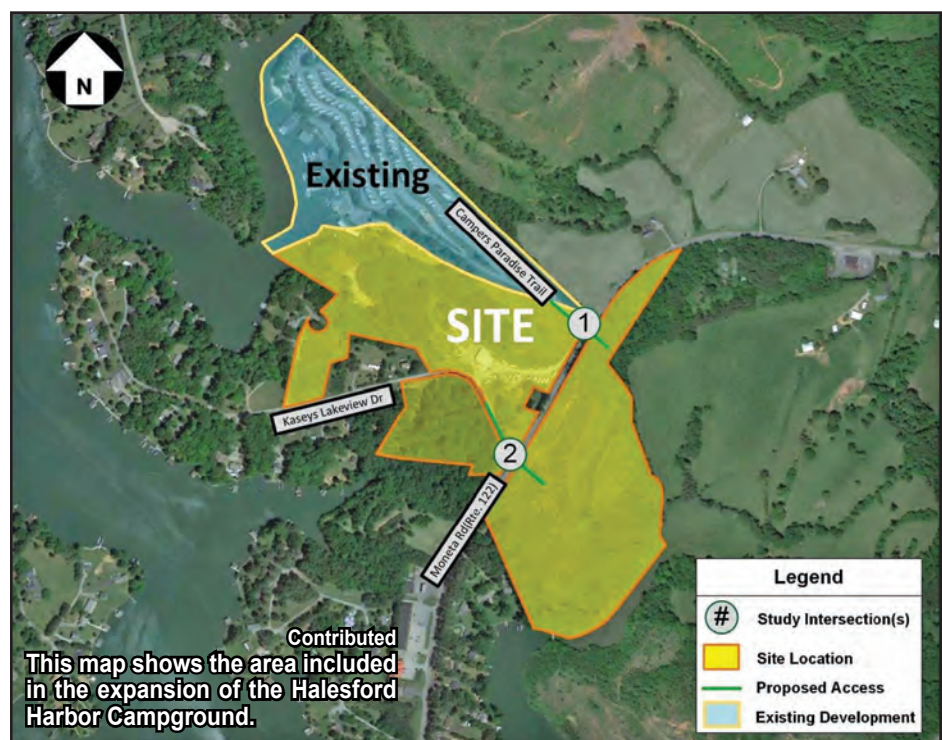 N
Existing
Campers Paradise Trail
SITE
1
Kaseys Lakeview Dr
2
Moneta Rd(Rte. 122)
Legend
# Study Intersection(s)
Site Location
Proposed Access
Existing Development
Contributed
This map shows the area included
in the expansion of the Halesford
Harbor Campground.